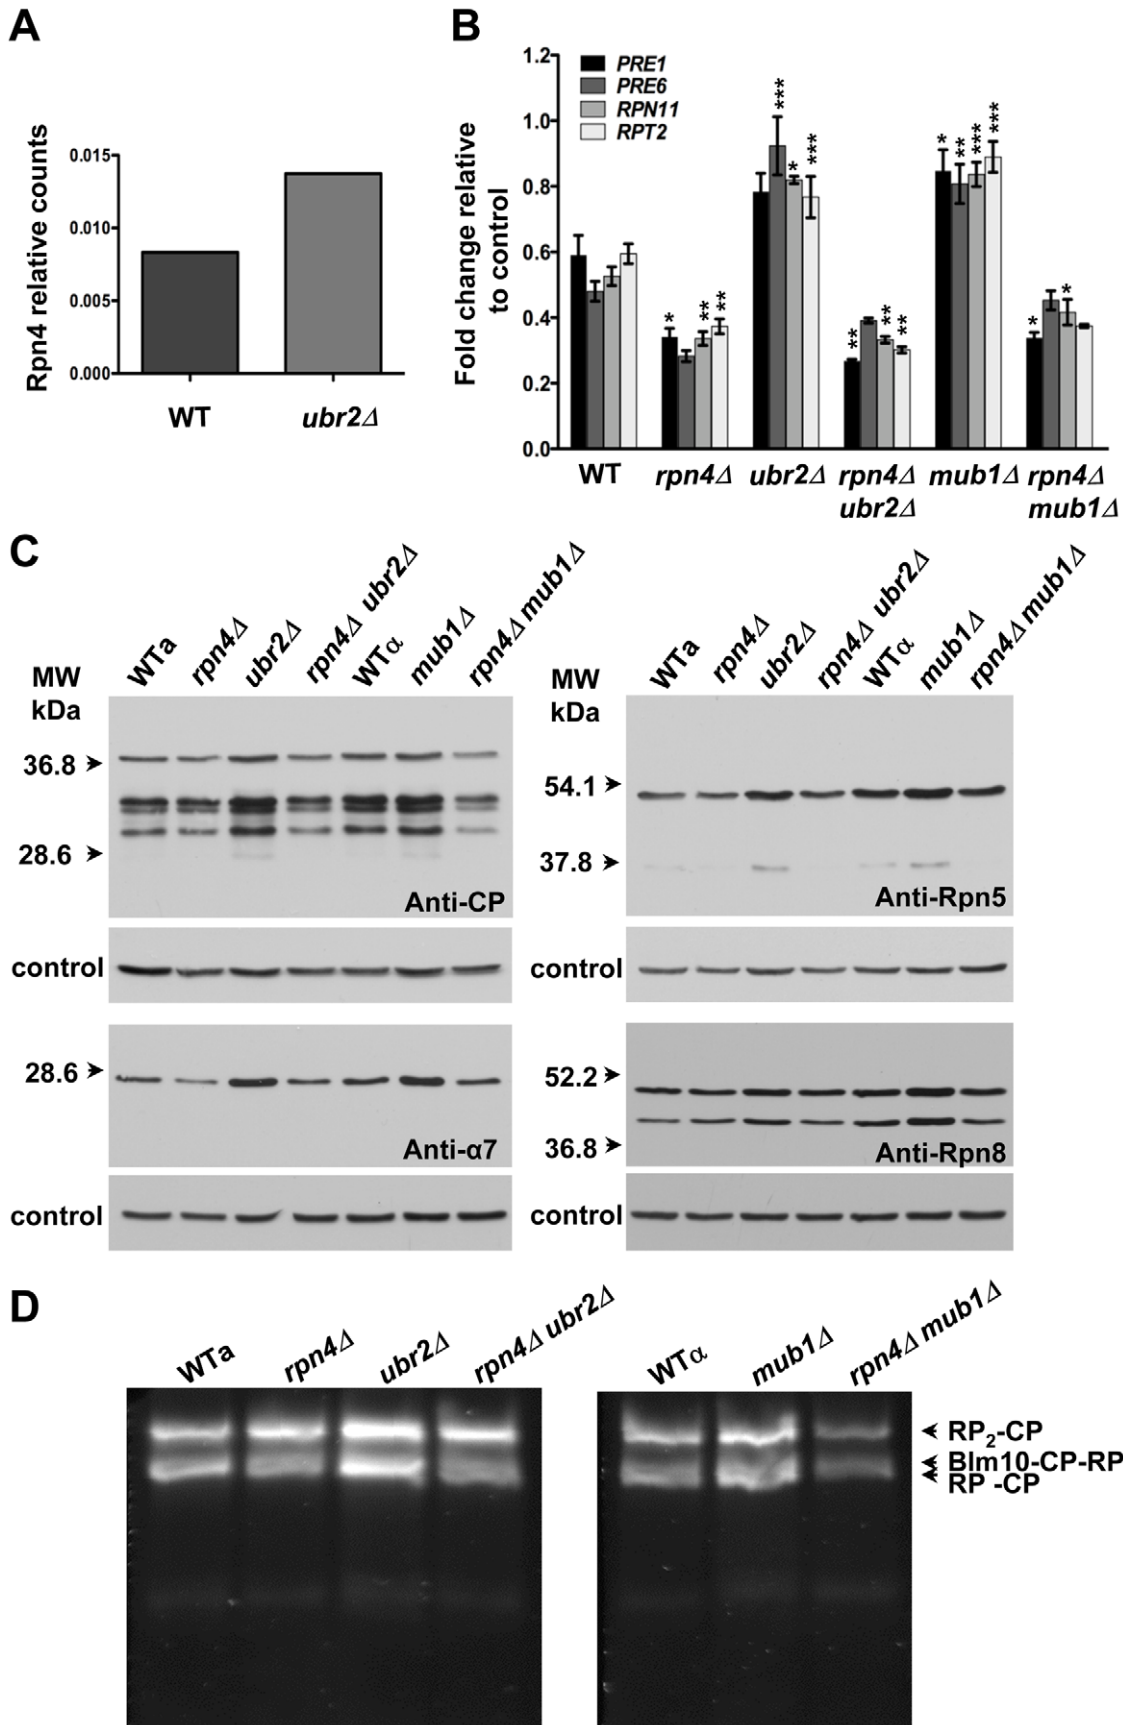 A
Rpn4 relative counts
0.015
0.010
0.005
0.000
WT
ubr2Δ
B
Fold change relative
to control
1.2
1.0
0.8
0.6
0.4
0.2
0.0
PRE1
PRE6
RPN11
RPT2
***
*
***
*
**
***
***
*
**
**
**
**
**
*
*
WT
rpn4Δ
ubr2Δ
rpn4Δ
ubr2Δ
mub1Δ
rpn4Δ
mub1Δ
C
MW
kDa
WTa
rpn4Δ
ubr2Δ
rpn4Δ ubr2Δ
WTα
mub1Δ
rpn4Δ mub1Δ
36.8
28.6
Anti-CP
control
28.6
Anti-α7
control
MW
kDa
WTa
rpn4Δ
ubr2Δ
rpn4Δ ubr2Δ
WTα
mub1Δ
rpn4Δ mub1Δ
54.1
37.8
Anti-Rpn5
control
52.2
36.8
Anti-Rpn8
control
D
WTa
rpn4Δ
ubr2Δ
rpn4Δ ubr2Δ
WTα
mub1Δ
rpn4Δ mub1Δ
RP2-CP
Blm10-CP-RP
RP -CP